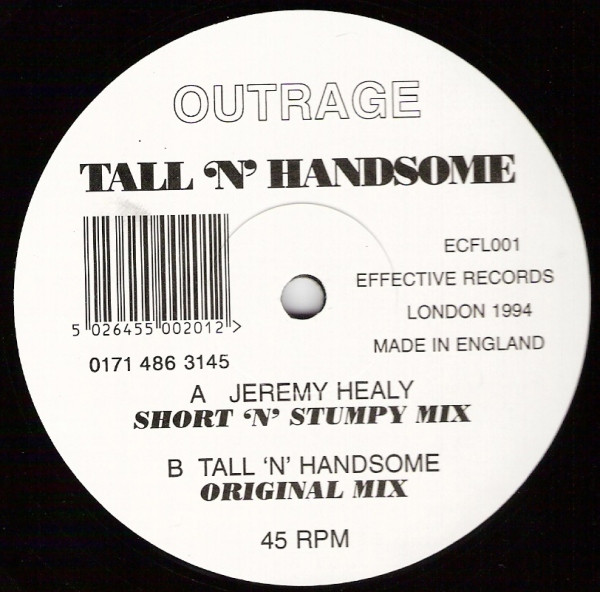 OUTRAGE
TALL 'N' HANDSOME
ECFL001
EFFECTIVE RECORDS
LONDON 1994
MADE IN ENGLAND
5 026455 002012 >
0171 486 3145
A JEREMY HEALY
SHORT 'N' STUMPY MIX
B TALL 'N' HANDSOME
ORIGINAL MIX
45 RPM